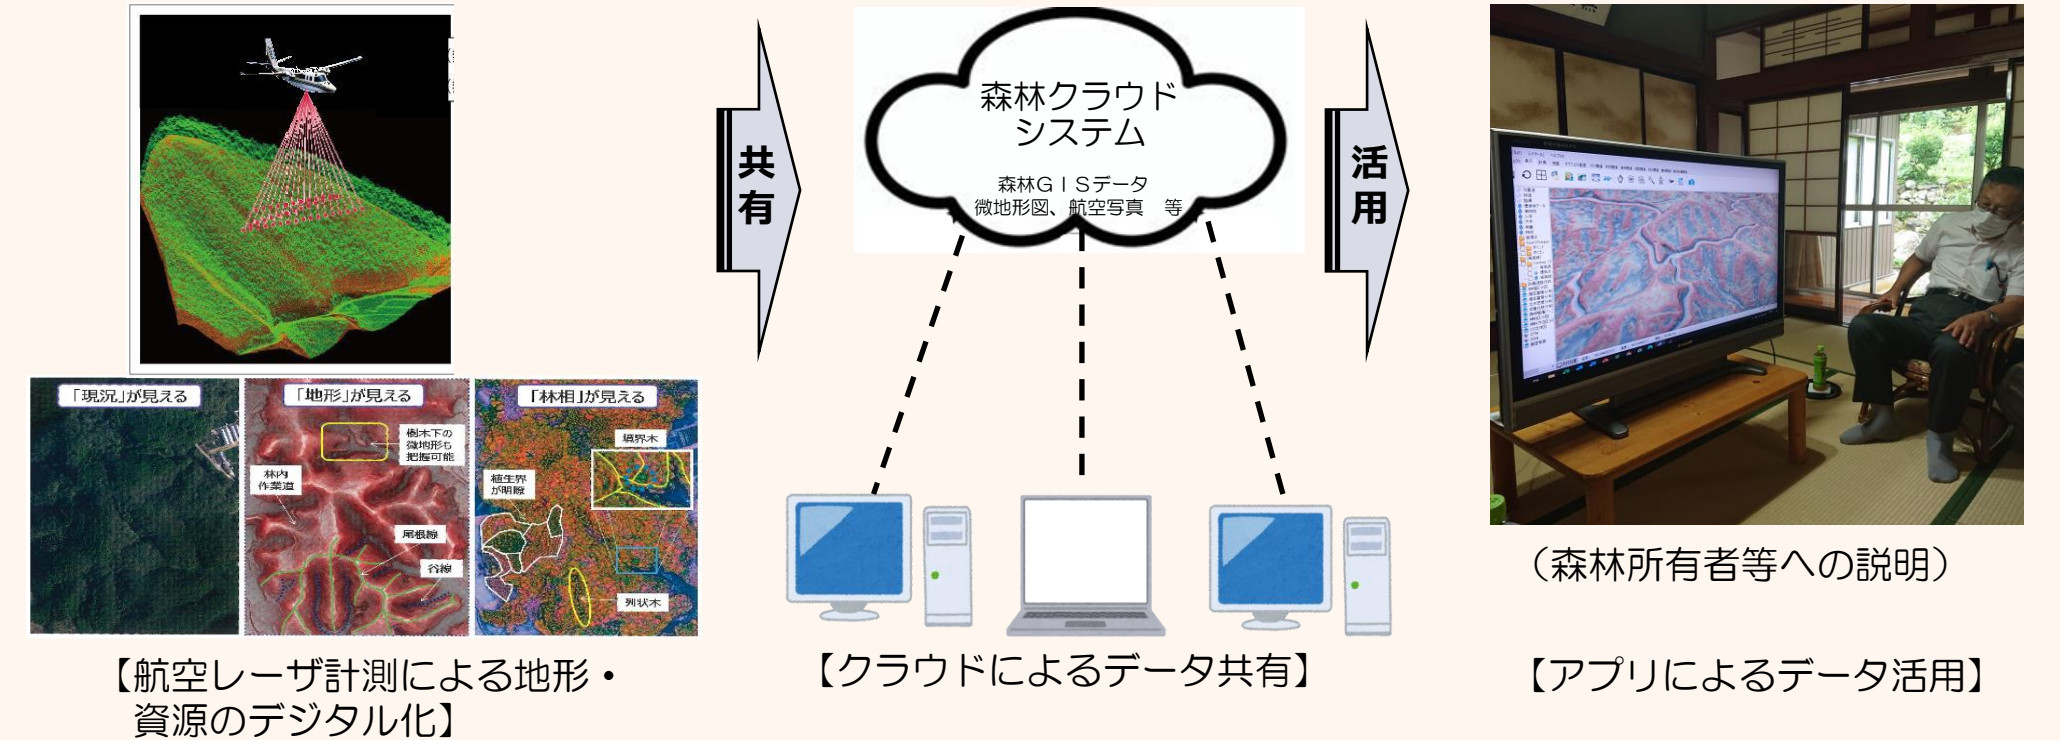 「現況」が見える
「地形」が見える
樹木下の
微地形も
把握可能
林内
作業道
尾根線
谷線
「林相」が見える
境界木
植生界
が明瞭
列状木
【航空レーザ計測による地形・
資源のデジタル化】
共
有
森林クラウド
システム
森林ＧＩＳデータ
微地形図、航空写真　等
【クラウドによるデータ共有】
活
用
（森林所有者等への説明）
【アプリによるデータ活用】